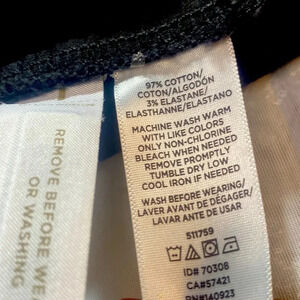 97% COTTON/
COTON/ALGODÓN
3% ELASTANE/
ELASTHANNE/ELASTANO
MACHINE WASH WARM
WITH LIKE COLORS
ONLY NON-CHLORINE
BLEACH WHEN NEEDED
REMOVE PROMPTLY
TUMBLE DRY LOW
COOL IRON IF NEEDED
WASH BEFORE WEARING/
LAVER AVANT DE DÉGAGER/
LAVAR ANTE DE USAR
511759
ID# 70308
CA#57421
RN#140923
REMOVE BEFORE WE
OR WASHING